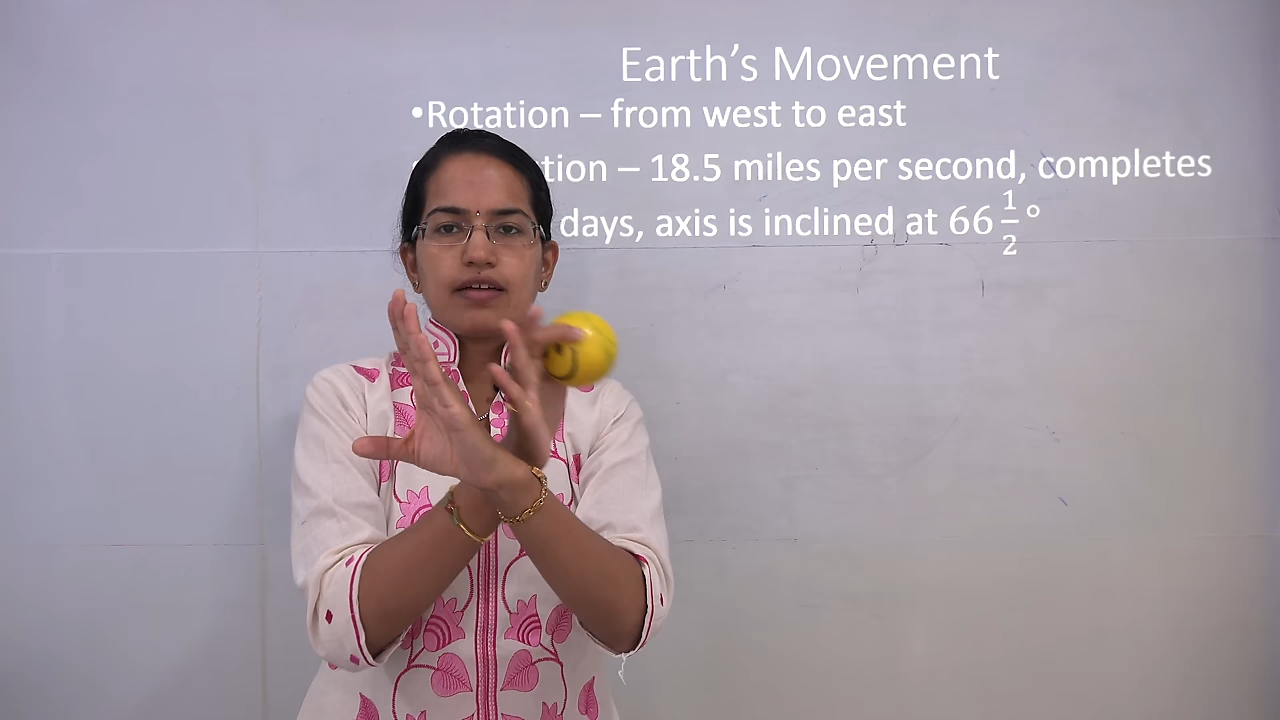 Earth’s Movement
•Rotation – from west to east
tion – 18.5 miles per second, completes
days, axis is inclined at 66 1/2°